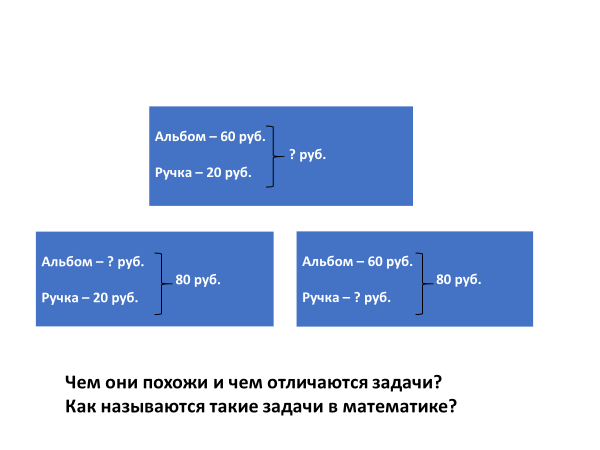 Альбом – 60 руб.
? руб.
Ручка – 20 руб.
Альбом – ? руб.
80 руб.
Ручка – 20 руб.
Альбом – 60 руб.
80 руб.
Ручка – ? руб.
Чем они похожи и чем отличаются задачи?
Как называются такие задачи в математике?